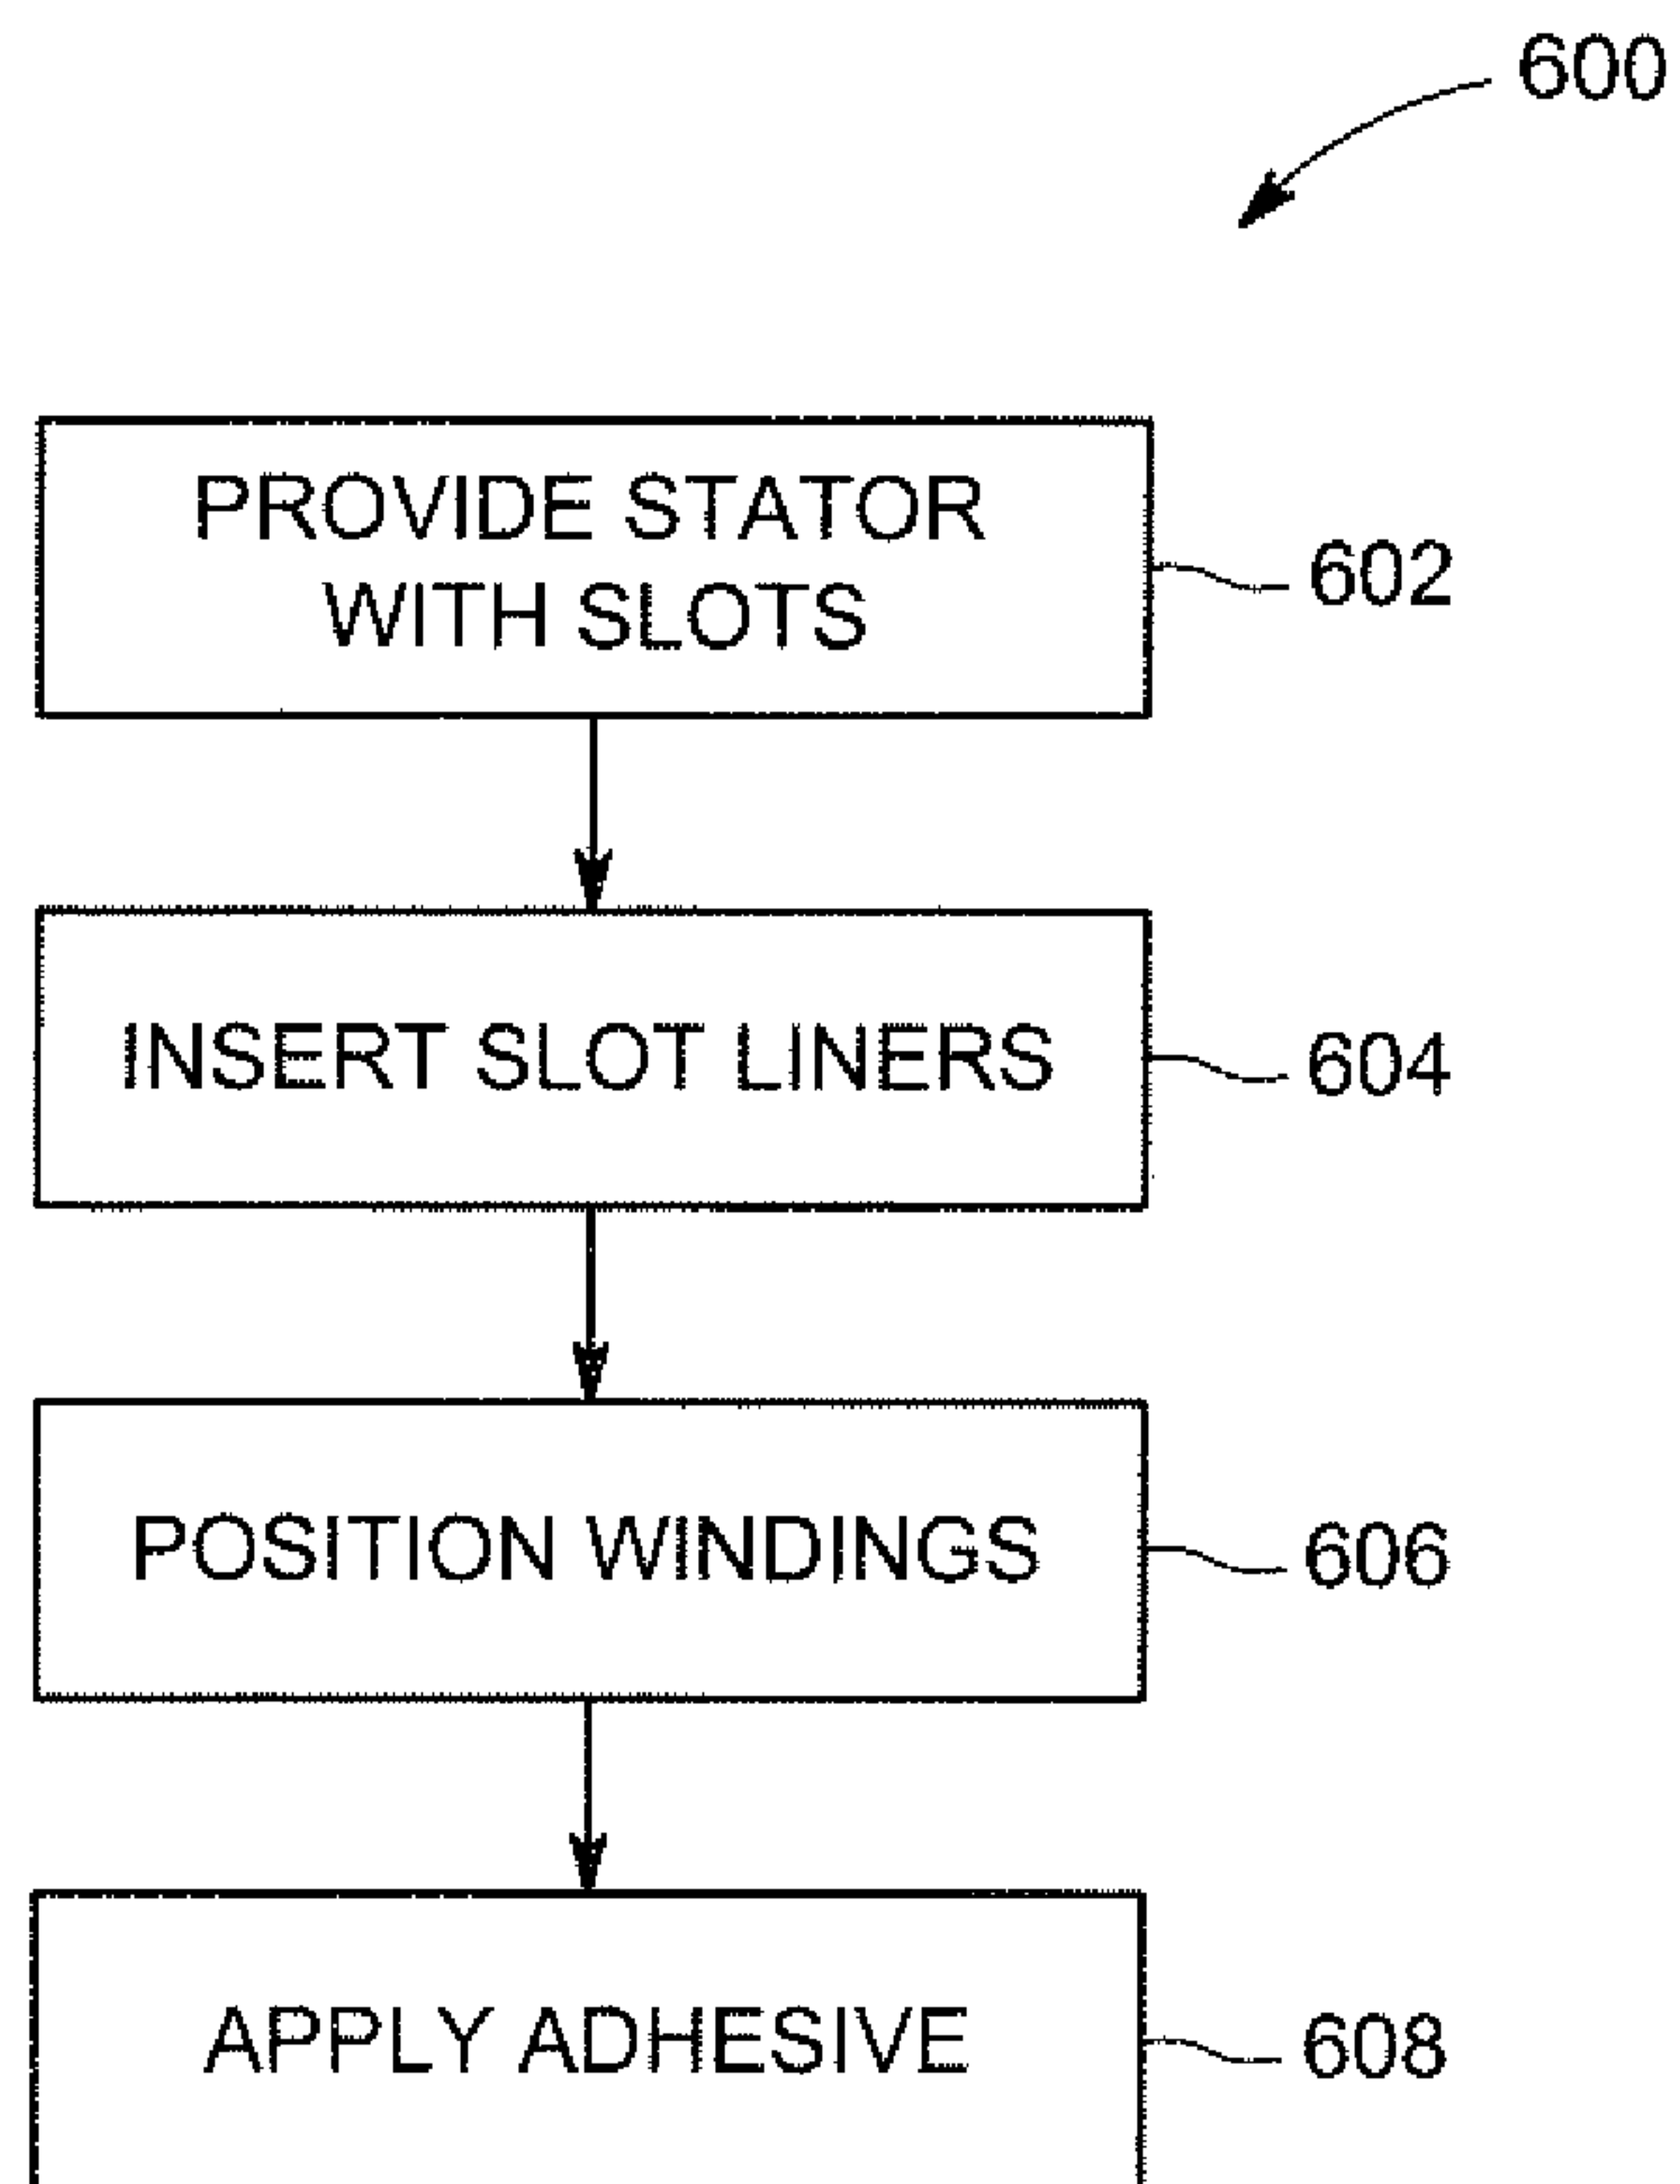 600
PROVIDE STATOR
WITH SLOTS
602
INSERT SLOT LINERS
604
POSITION WINDINGS
606
APPLY ADHESIVE
608